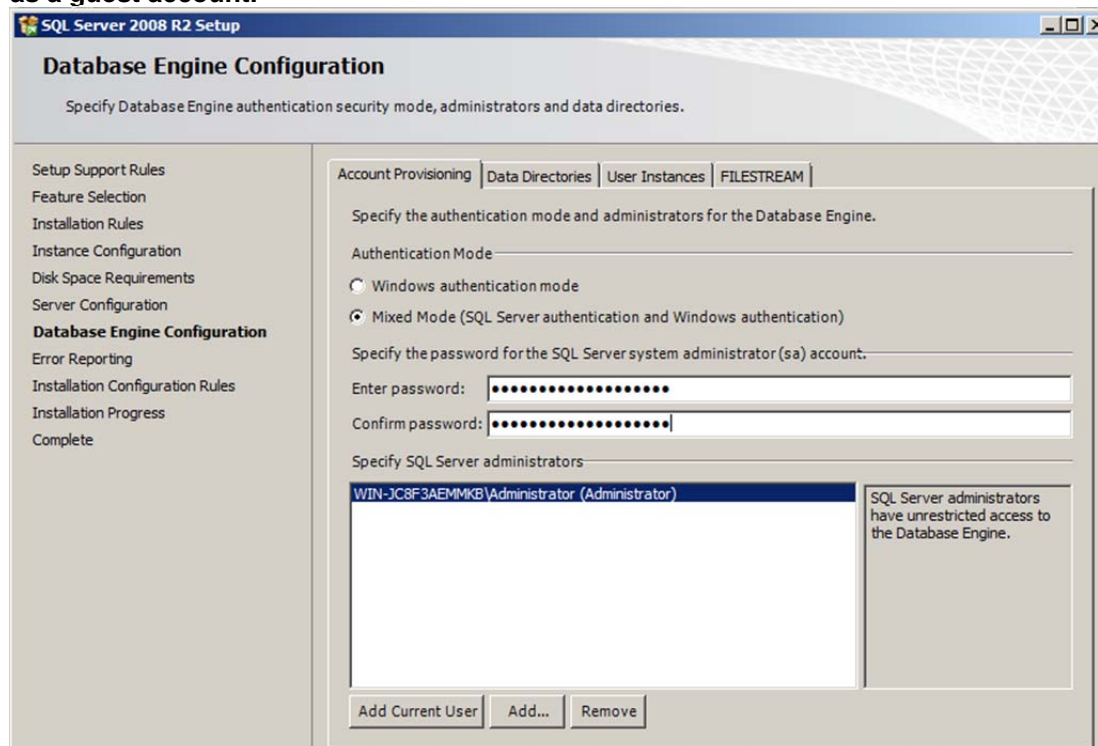 as a guest account.
SQL Server 2008 R2 Setup
Database Engine Configuration
Specify Database Engine authentication security mode, administrators and data directories.
Setup Support Rules
Feature Selection
Installation Rules
Instance Configuration
Disk Space Requirements
Server Configuration
Database Engine Configuration
Error Reporting
Installation Configuration Rules
Installation Progress
Complete
Account Provisioning Data Directories User Instances FILESTREAM
Specify the authentication mode and administrators for the Database Engine.
Authentication Mode
Windows authentication mode
Mixed Mode (SQL Server authentication and Windows authentication)
Specify the password for the SQL Server system administrator (sa) account.
Enter password: ●●●●●●●●●●●●●●●●●●●
Confirm password: ●●●●●●●●●●●●●●●●●●●
Specify SQL Server administrators
WIN-JC8F3AEMMKB\Administrator (Administrator)
SQL Server administrators
have unrestricted access to
the Database Engine.
Add Current User Add... Remove